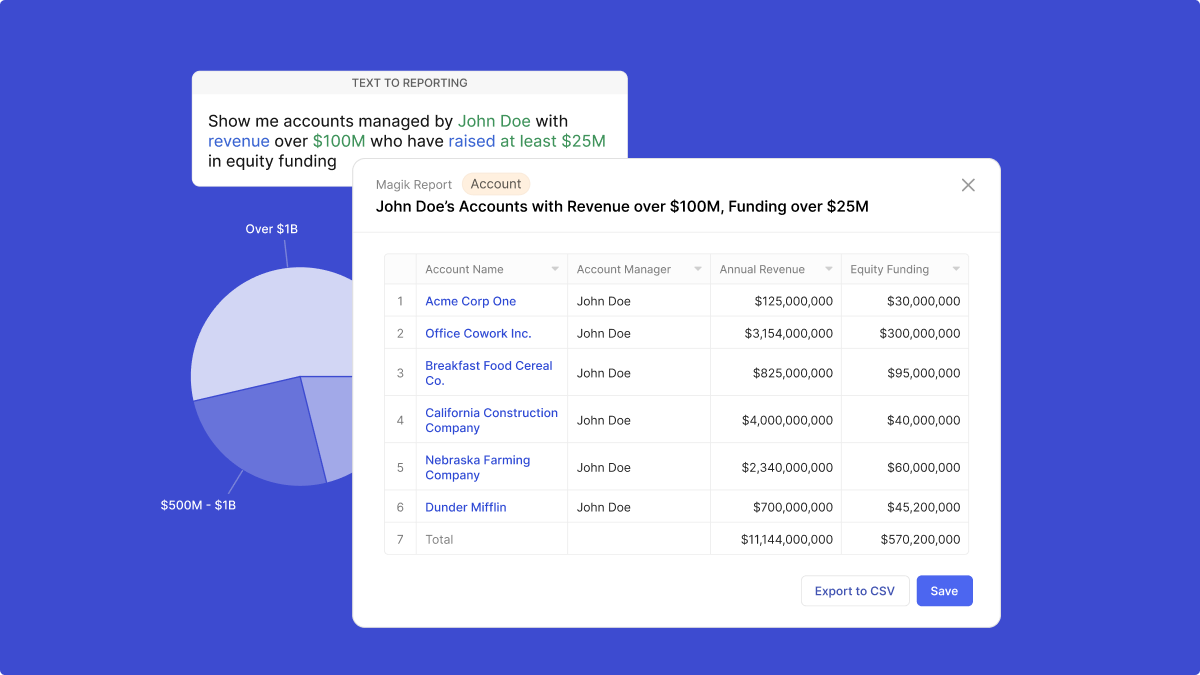 TEXT TO REPORTING
Show me accounts managed by John Doe with
revenue over $100M who have raised at least $25M
in equity funding
Magik Report Account
John Doe’s Accounts with Revenue over $100M, Funding over $25M
Over $1B
$500M - $1B
Account Name Account Manager Annual Revenue Equity Funding
1 Acme Corp One John Doe $125,000,000 $30,000,000
2 Office Cowork Inc. John Doe $3,154,000,000 $300,000,000
3 Breakfast Food Cereal
Co. John Doe $825,000,000 $95,000,000
4 California Construction
Company John Doe $4,000,000,000 $40,000,000
5 Nebraska Farming
Company John Doe $2,340,000,000 $60,000,000
6 Dunder Mifflin John Doe $700,000,000 $45,200,000
7 Total $11,144,000,000 $570,200,000
Export to CSV Save